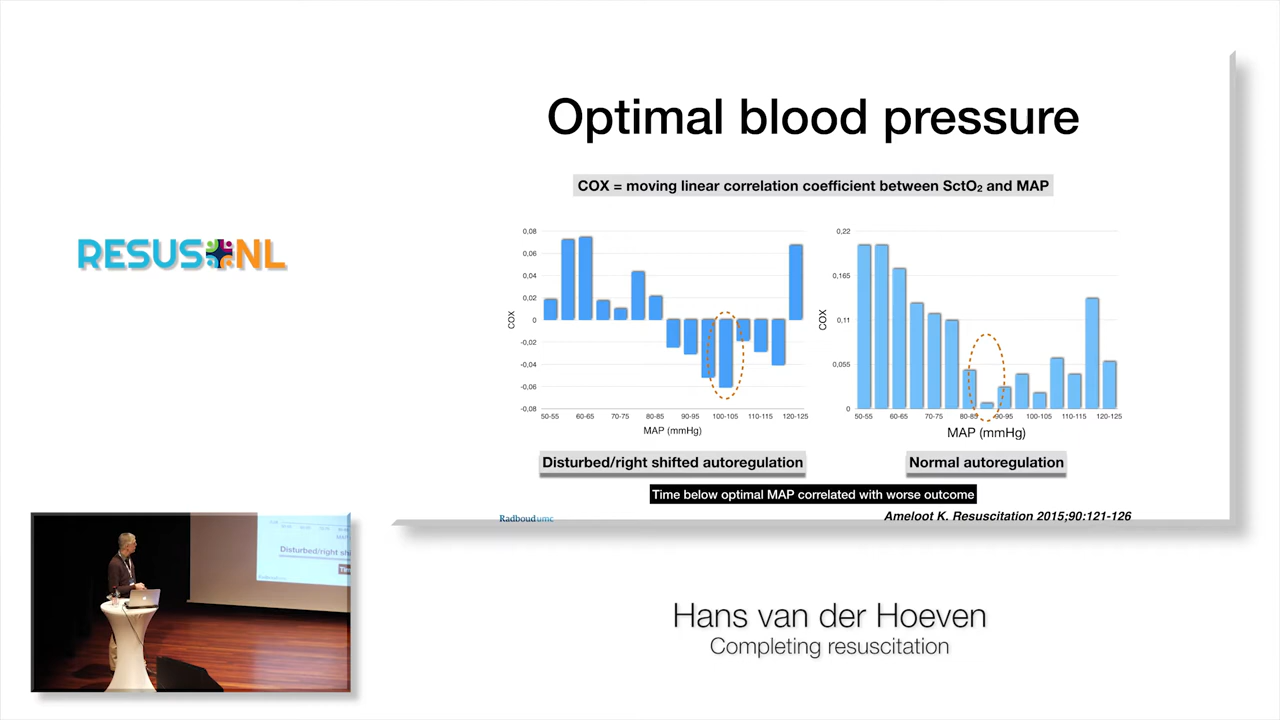 Optimal blood pressure
COX = moving linear correlation coefficient between SctO₂ and MAP
RESUS NL
0,08
0,06
0,04
0,02
0
-0,02
-0,04
-0,06
-0,08
COX
50-55 60-65 70-75 80-85 90-95 100-105 110-115 120-125
MAP (mmHg)
0,22
0,165
0,11
0,055
0
COX
50-55 60-65 70-75 80-85 90-95 100-105 110-115 120-125
MAP (mmHg)
Disturbed/right shifted autoregulation
Normal autoregulation
Time below optimal MAP correlated with worse outcome
Radboudumc
Ameloot K. Resuscitation 2015;90:121-126
Disturbed/right sh
Hans van der Hoeven
Completing resuscitation